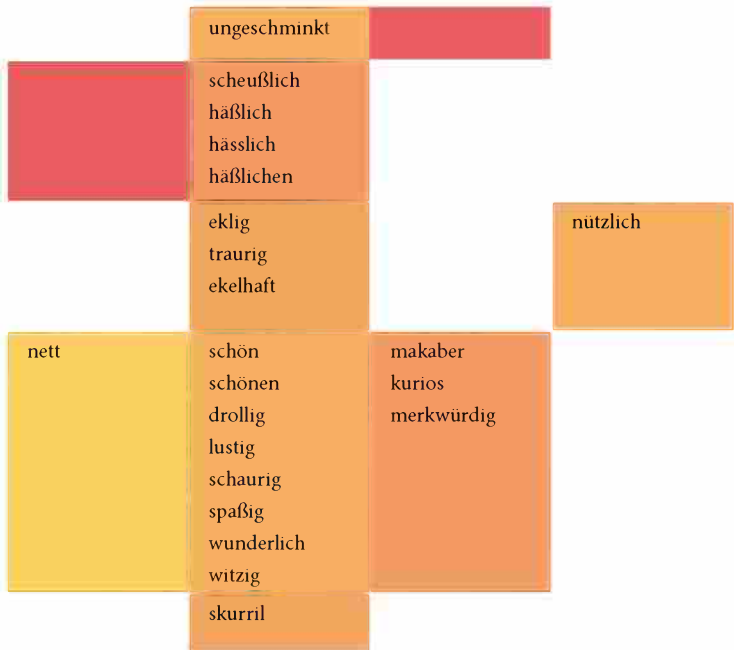 ungeschminkt
scheußlich
häßlich
hässlich
häßlichen
eklig
traurig
ekelhaft
nützlich
nett
schön
schönen
drollig
lustig
schaurig
spaßig
wunderlich
witzig
makaber
kurios
merkwürdig
skurril